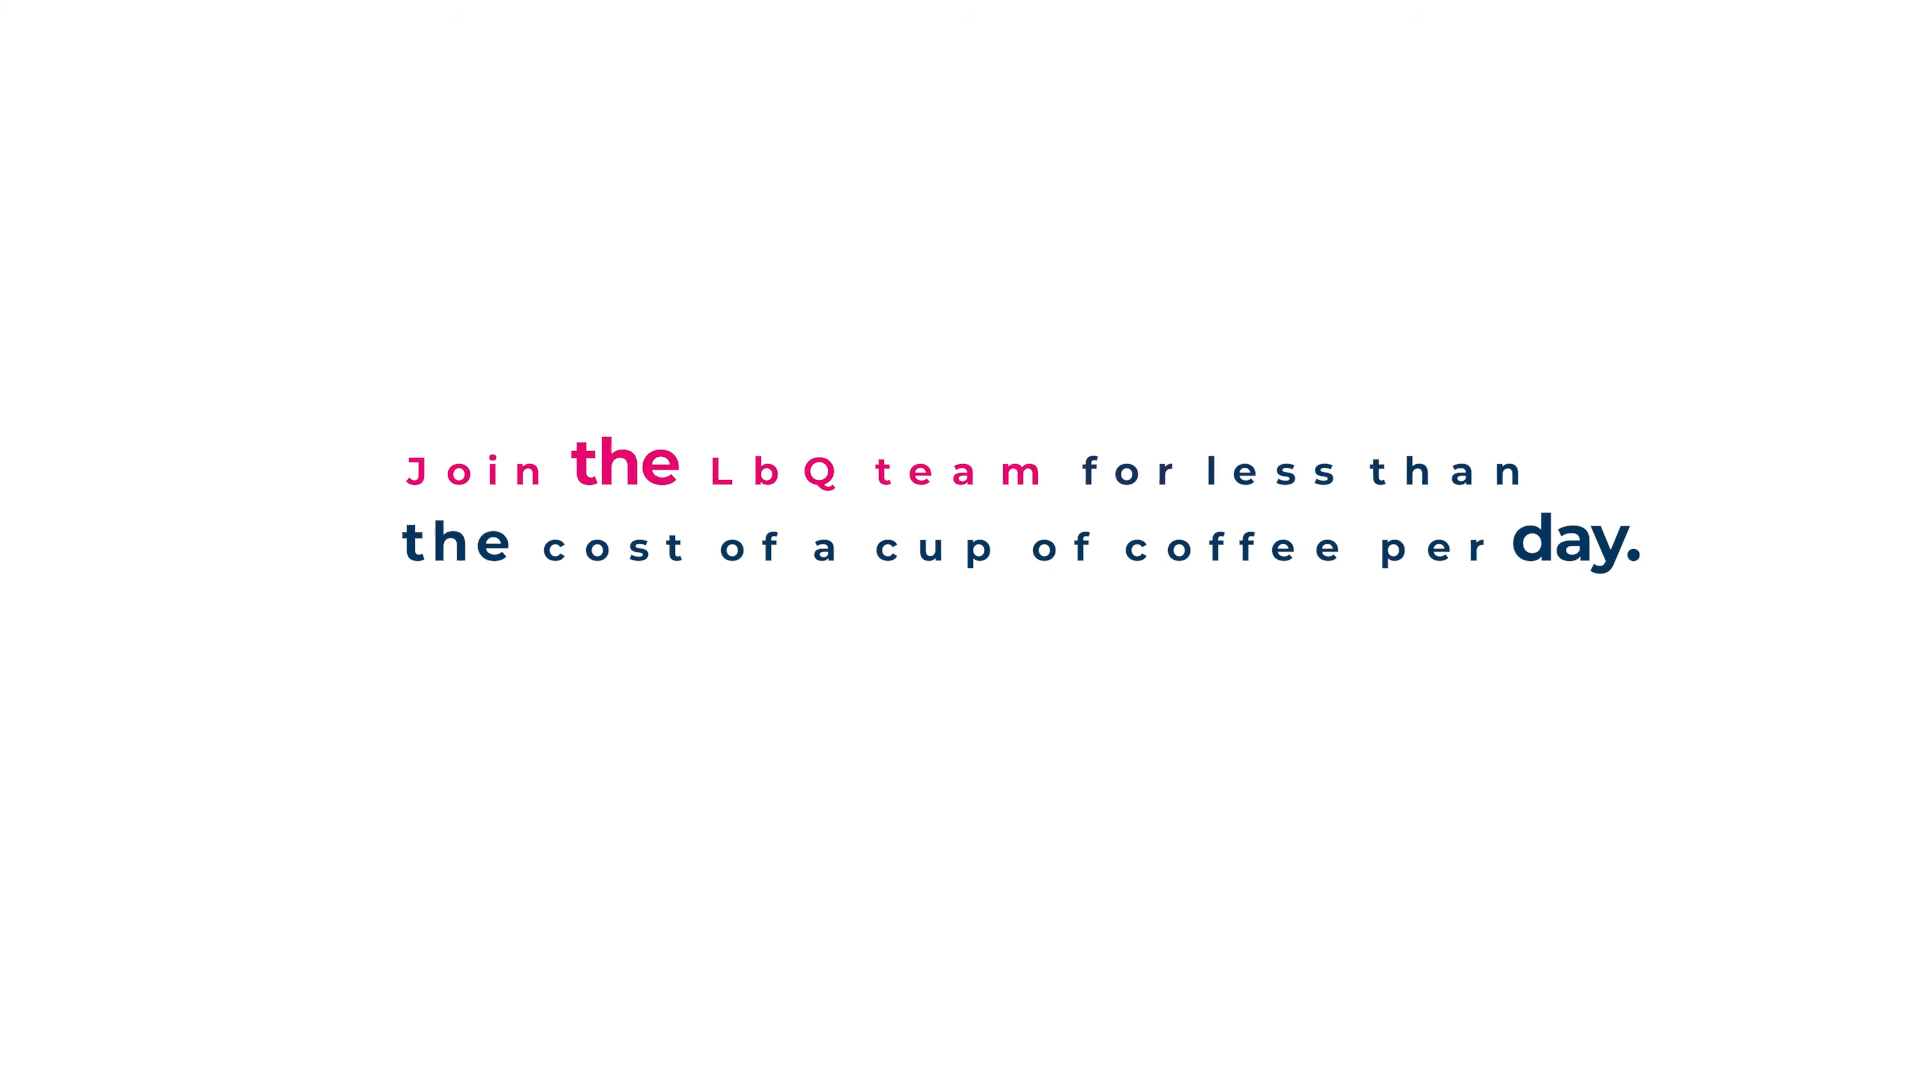 Join the LbQ team for less than
the cost of a cup of coffee per day.